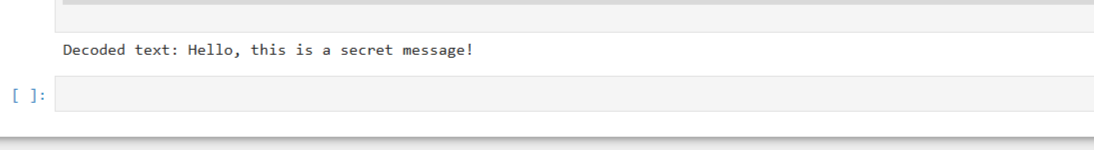 Decoded text: Hello, this is a secret message!
[ ]: